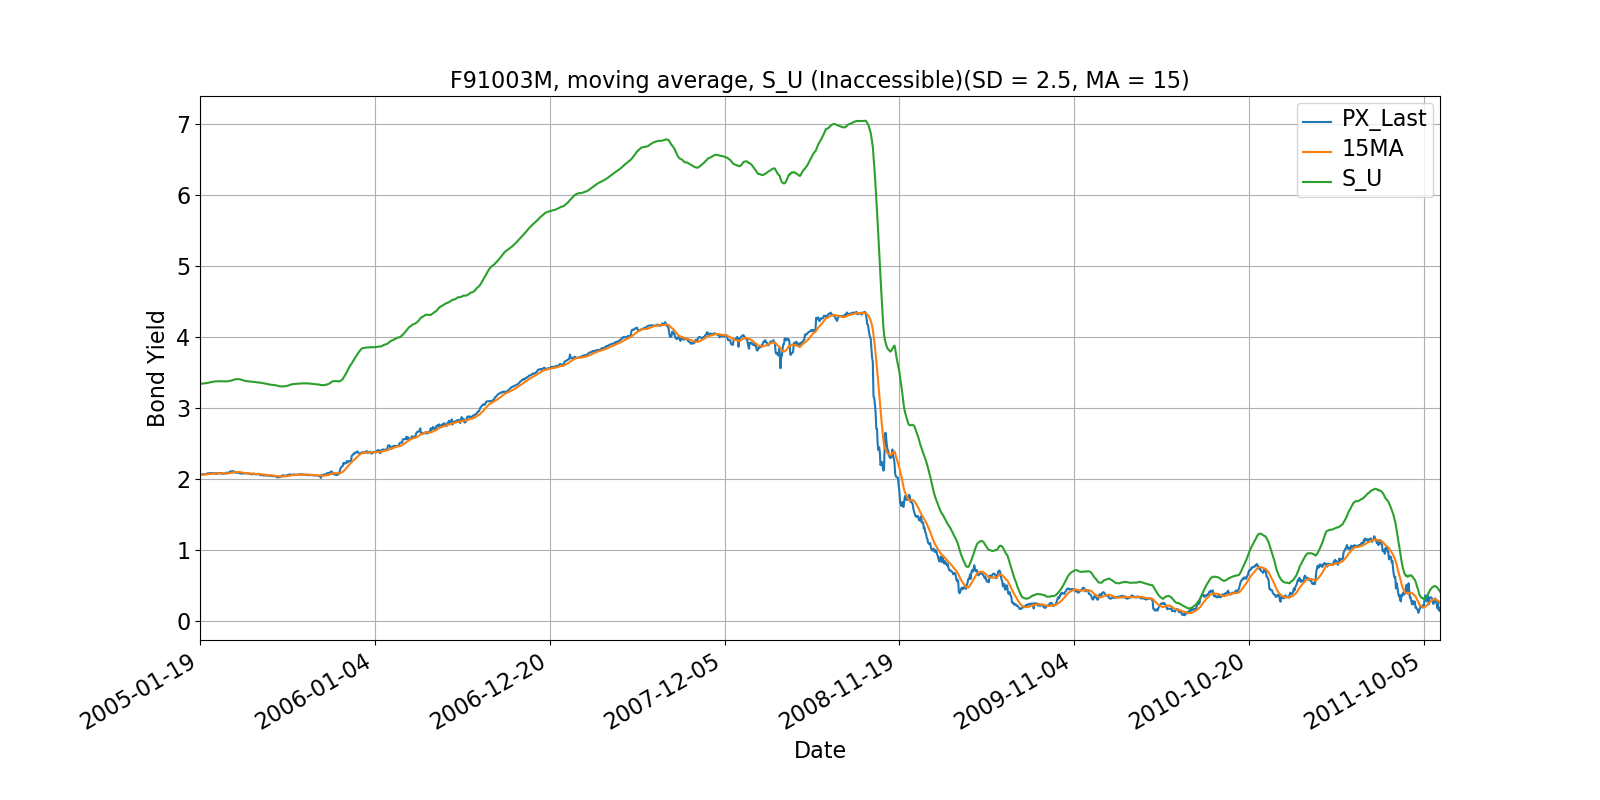 F91003M, moving average, S_U (Inaccessible)(SD = 2.5, MA = 15)
PX_Last
15MA
S_U
Bond Yield
7
6
5
4
3
2
1
0
2005-01-19
2006-01-04
2006-12-20
2007-12-05
2008-11-19
2009-11-04
2010-10-20
2011-10-05
Date